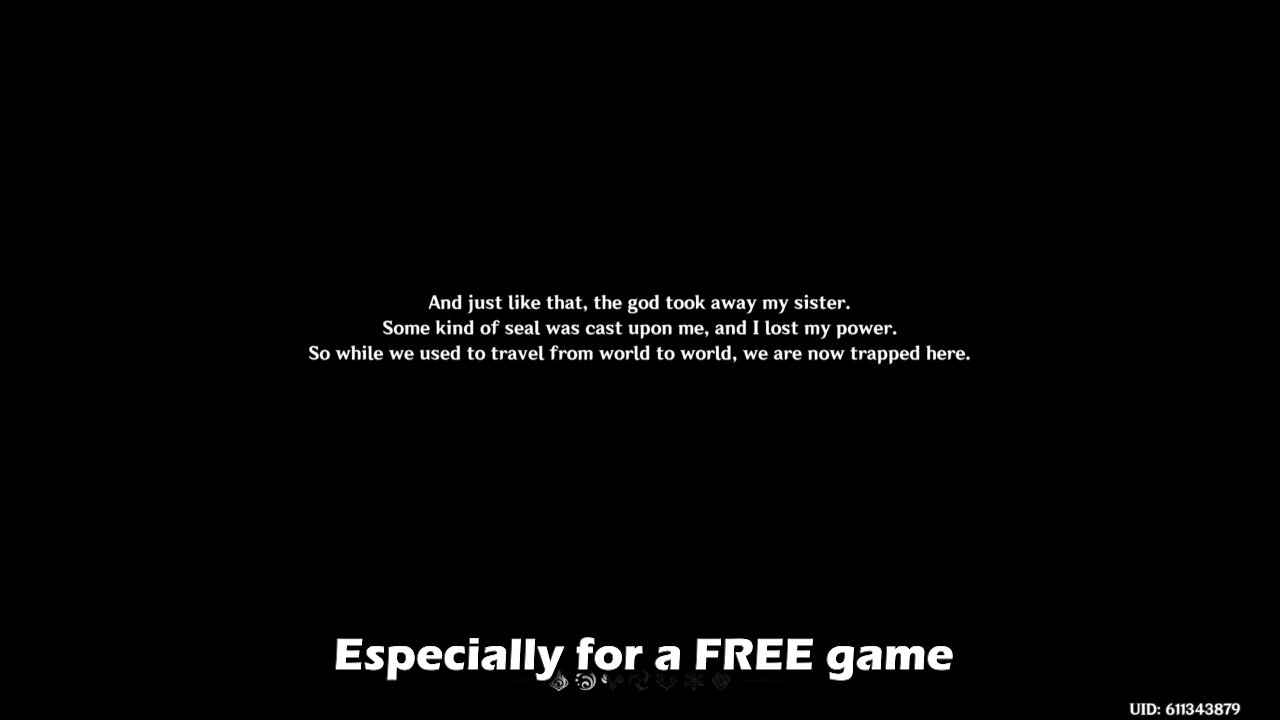 And just like that, the god took away my sister.
Some kind of seal was cast upon me, and I lost my power.
So while we used to travel from world to world, we are now trapped here.
Especially for a FREE game
UID: 611343879